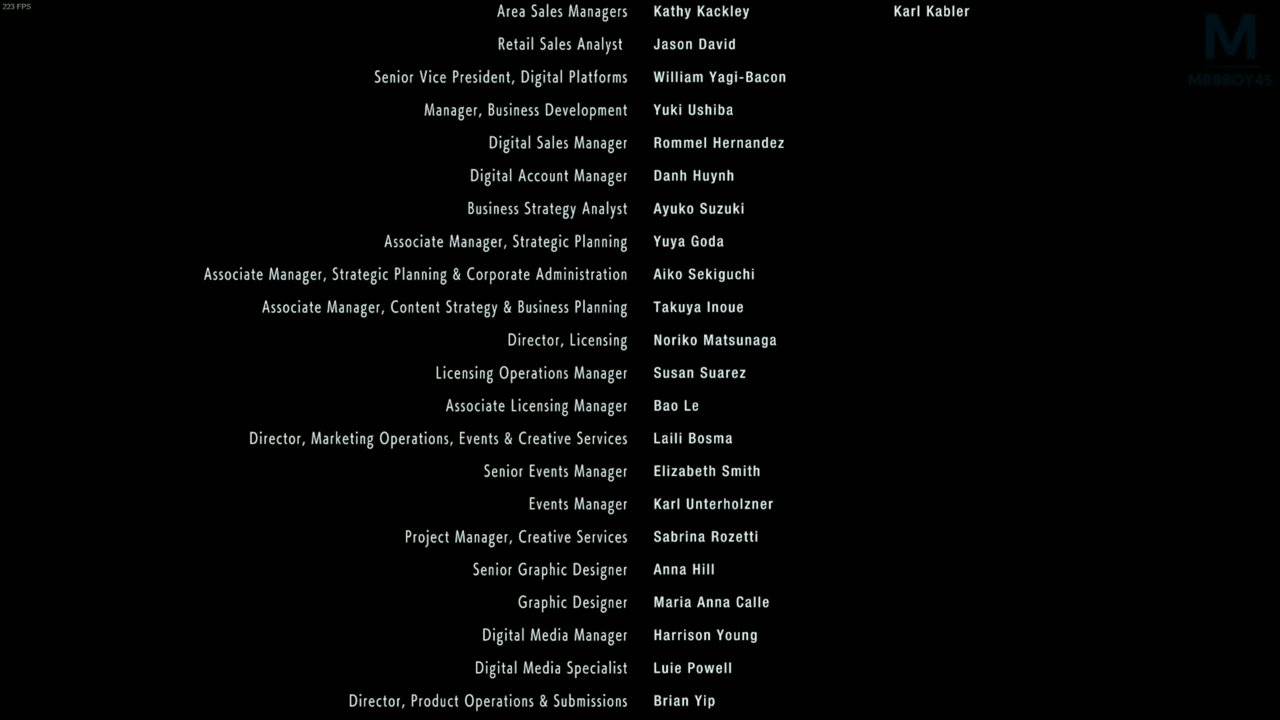 223 FPS
Area Sales Managers Kathy Kackley Karl Kabler
Retail Sales Analyst Jason David
Senior Vice President, Digital Platforms William Yagi-Bacon
Manager, Business Development Yuki Ushiba
Digital Sales Manager Rommel Hernandez
Digital Account Manager Danh Huynh
Business Strategy Analyst Ayuko Suzuki
Associate Manager, Strategic Planning Yuya Goda
Associate Manager, Strategic Planning & Corporate Administration Aiko Sekiguchi
Associate Manager, Content Strategy & Business Planning Takuya Inoue
Director, Licensing Noriko Matsunaga
Licensing Operations Manager Susan Suarez
Associate Licensing Manager Bao Le
Director, Marketing Operations, Events & Creative Services Laili Bosma
Senior Events Manager Elizabeth Smith
Events Manager Karl Unterholzner
Project Manager, Creative Services Sabrina Rozetti
Senior Graphic Designer Anna Hill
Graphic Designer Maria Anna Calle
Digital Media Manager Harrison Young
Digital Media Specialist Luie Powell
Director, Product Operations & Submissions Brian Yip
M
MRBBOY45